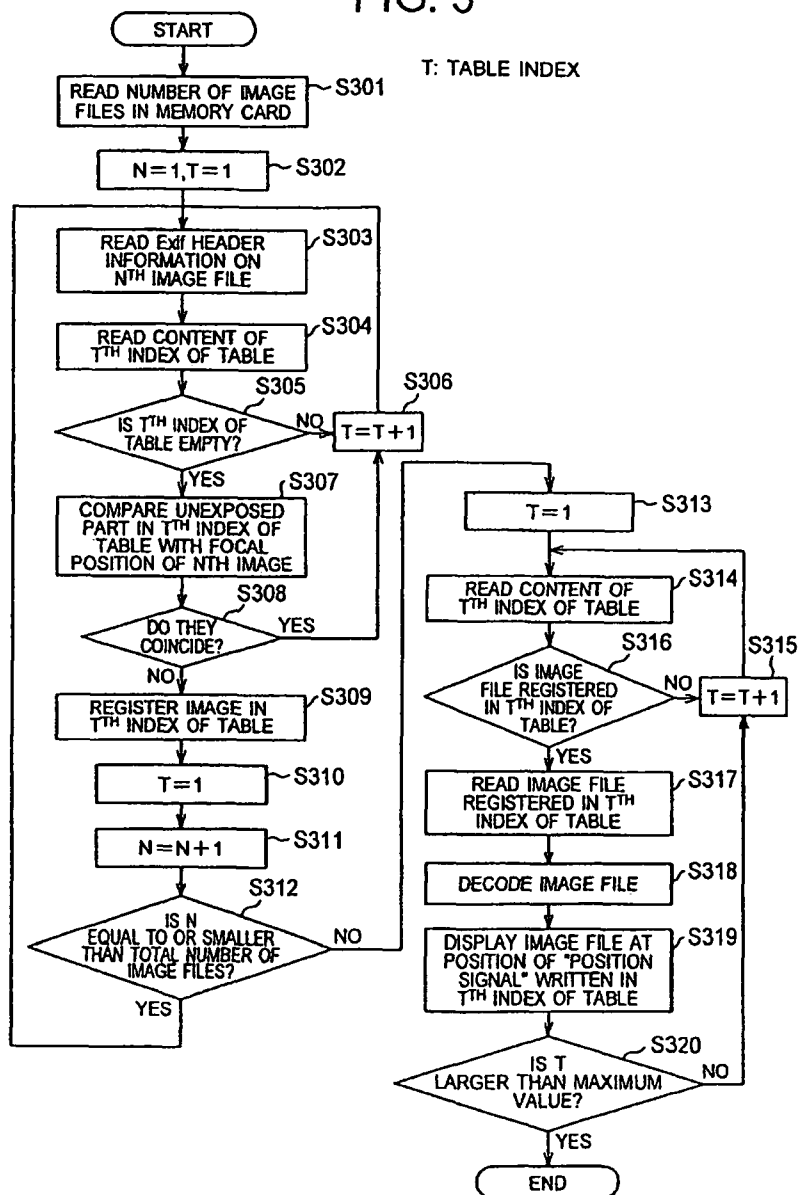 FIG. 3
START
T: TABLE INDEX
READ NUMBER OF IMAGE
FILES IN MEMORY CARD
S301
N=1,T=1
S302
READ Exif HEADER
INFORMATION ON
NTH IMAGE FILE
S303
READ CONTENT OF
TTH INDEX OF TABLE
S304
IS TTH INDEX OF
TABLE EMPTY?
S305
NO
YES
T=T+1
S306
COMPARE UNEXPOSED
PART IN TTH INDEX OF
TABLE WITH FOCAL
POSITION OF NTH IMAGE
S307
DO THEY
COINCIDE?
S308
YES
NO
REGISTER IMAGE IN
TTH INDEX OF TABLE
S309
T=1
S310
N=N+1
S311
IS N
EQUAL TO OR SMALLER
THAN TOTAL NUMBER OF
IMAGE FILES?
S312
NO
YES
T=1
S313
READ CONTENT OF
TTH INDEX OF TABLE
S314
T=T+1
S315
IS IMAGE
FILE REGISTERED
IN TTH INDEX OF
TABLE?
S316
NO
YES
READ IMAGE FILE
REGISTERED IN TTH
INDEX OF TABLE
S317
DECODE IMAGE FILE
S318
DISPLAY IMAGE FILE AT
POSITION OF "POSITION
SIGNAL" WRITTEN IN
TTH INDEX OF TABLE
S319
IS T
LARGER THAN MAXIMUM
VALUE?
S320
NO
YES
END